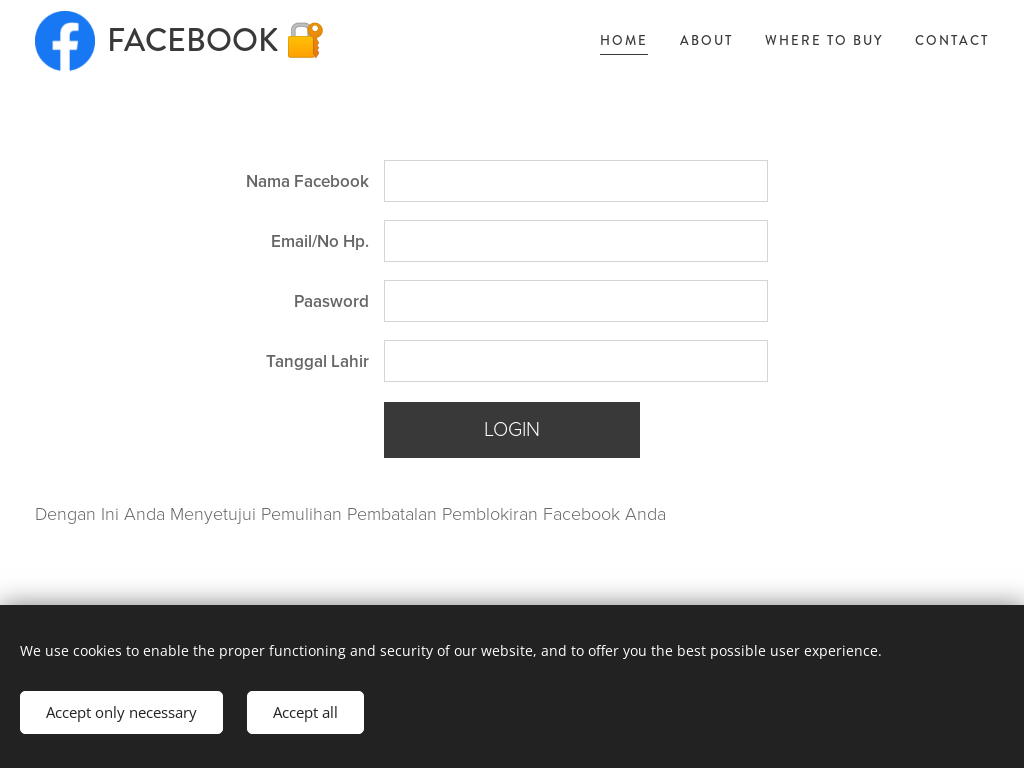 FACEBOOK 🔐
HOME ABOUT WHERE TO BUY CONTACT
Nama Facebook
Email/No Hp.
Paasword
Tanggal Lahir
LOGIN
Dengan Ini Anda Menyetujui Pemulihan Pembatalan Pemblokiran Facebook Anda
We use cookies to enable the proper functioning and security of our website, and to offer you the best possible user experience.
Accept only necessary Accept all